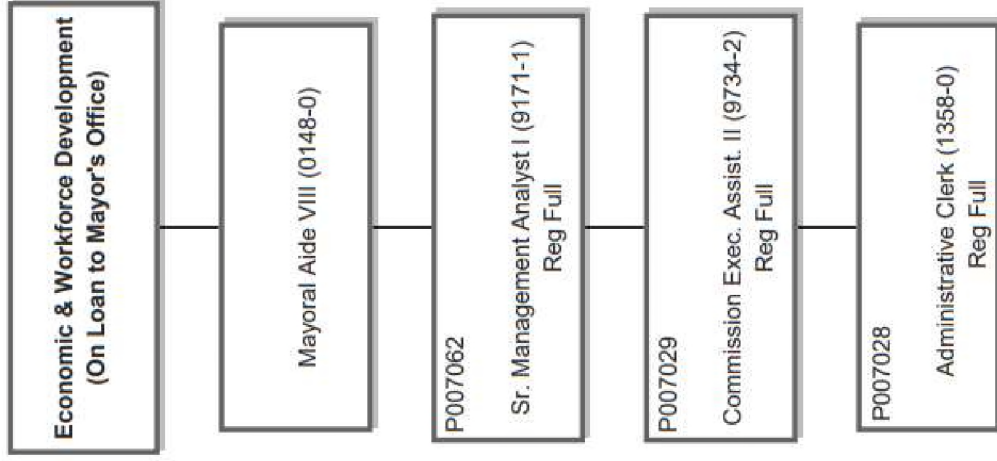 Economic & Workforce Development
(On Loan to Mayor's Office)
Mayoral Aide VIII (0148-0)
P007062
Sr. Management Analyst I (9171-1)
Reg Full
P007029
Commission Exec. Assist. II (9734-2)
Reg Full
P007028
Administrative Clerk (1358-0)
Reg Full